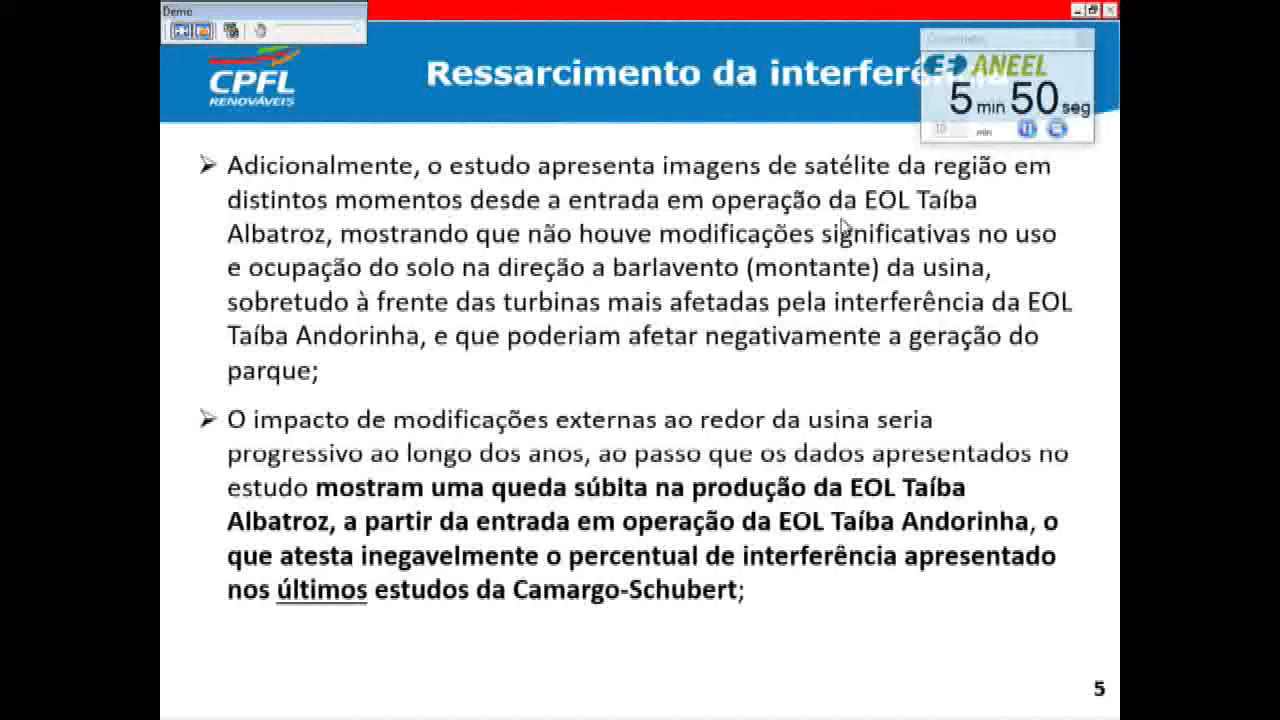 Demo
CPFL
RENOVÁVEIS
Ressarcimento da interfer
ANEEL
5 min 50 seg
10 min
Adicionalmente, o estudo apresenta imagens de satélite da região em
distintos momentos desde a entrada em operação da EOL Taíba
Albatroz, mostrando que não houve modificações significativas no uso
e ocupação do solo na direção a barlavento (montante) da usina,
sobretudo à frente das turbinas mais afetadas pela interferência da EOL
Taíba Andorinha, e que poderiam afetar negativamente a geração do
parque;
O impacto de modificações externas ao redor da usina seria
progressivo ao longo dos anos, ao passo que os dados apresentados no
estudo mostram uma queda súbita na produção da EOL Taíba
Albatroz, a partir da entrada em operação da EOL Taíba Andorinha, o
que atesta inegavelmente o percentual de interferência apresentado
nos últimos estudos da Camargo-Schubert;
5